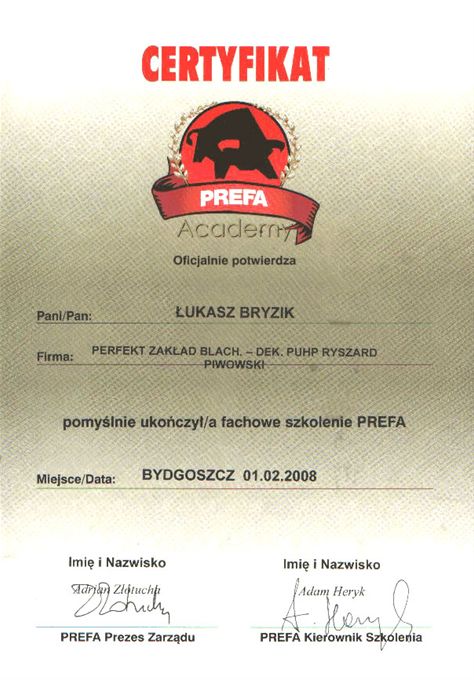 CERTYFIKAT
PREFA
Academy
Oficjalnie potwierdza
Pani/Pan: ŁUKASZ BRYZIK
Firma: PERFEKT ZAKŁAD BLACH. – DEK. PUHP RYSZARD
PIWOWSKI
pomyślnie ukończył/a fachowe szkolenie PREFA
Miejsce/Data: BYDGOSZCZ 01.02.2008
Imię i Nazwisko Imię i Nazwisko
Adrian Złotucha Adam Heryk
PREFA Prezes Zarządu PREFA Kierownik Szkolenia